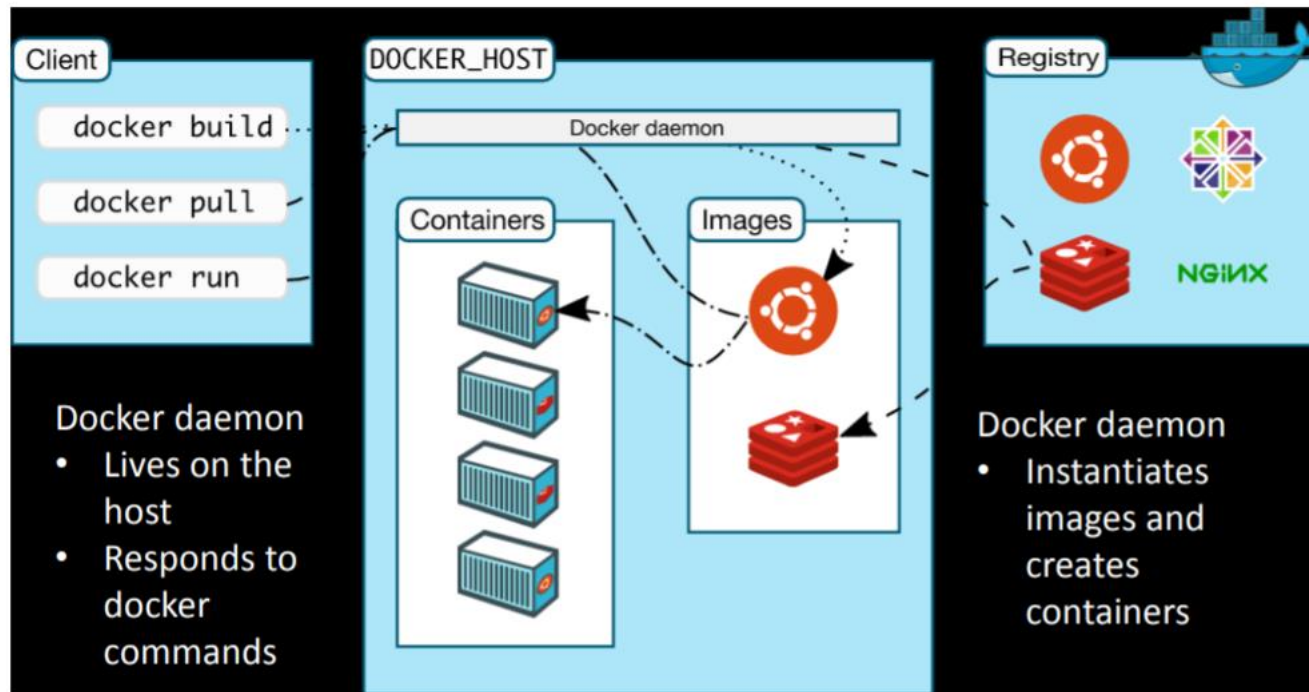 Client
docker build
docker pull
docker run
DOCKER_HOST
Docker daemon
Containers
Images
Registry
NGiNX
Docker daemon
• Lives on the
host
• Responds to
docker
commands
Docker daemon
• Instantiates
images and
creates
containers